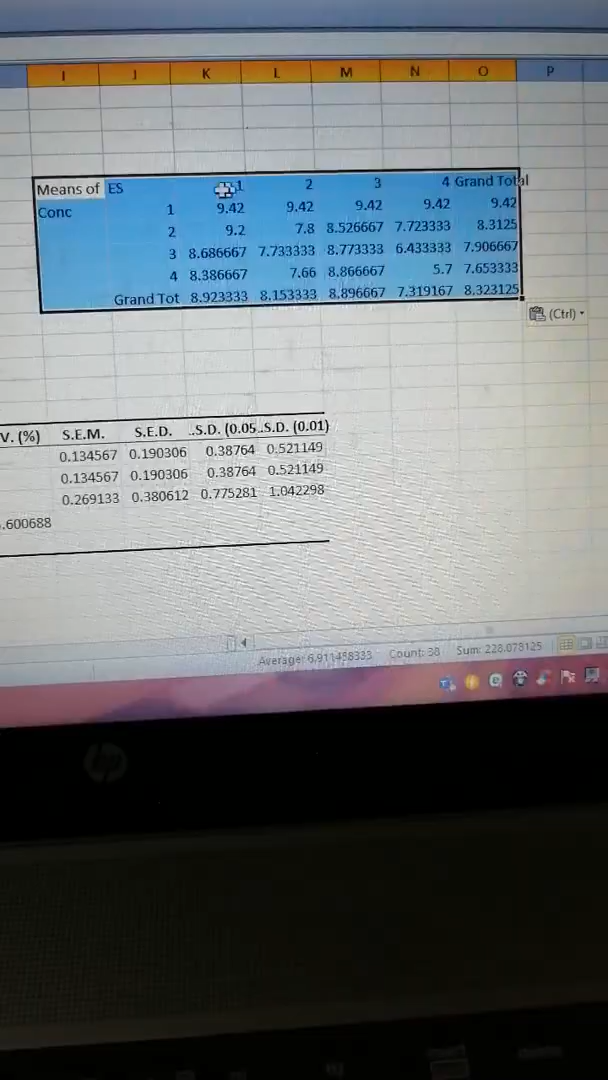 I J K L M N O P
Means of ES 1 2 3 4 Grand Total
Conc 1 9.42 9.42 9.42 9.42 9.42
2 9.2 7.8 8.526667 7.723333 8.3125
3 8.686667 7.733333 8.773333 6.433333 7.906667
4 8.386667 7.66 8.866667 5.7 7.653333
Grand Tot 8.923333 8.153333 8.896667 7.319167 8.323125
(Ctrl)
V. (%) S.E.M. S.E.D. .S.D. (0.05 .S.D. (0.01)
0.134567 0.190306 0.38764 0.521149
0.134567 0.190306 0.38764 0.521149
0.269133 0.380612 0.775281 1.042298
.600688
Average: 6.911458333 Count: 38 Sum: 228.078125
hp